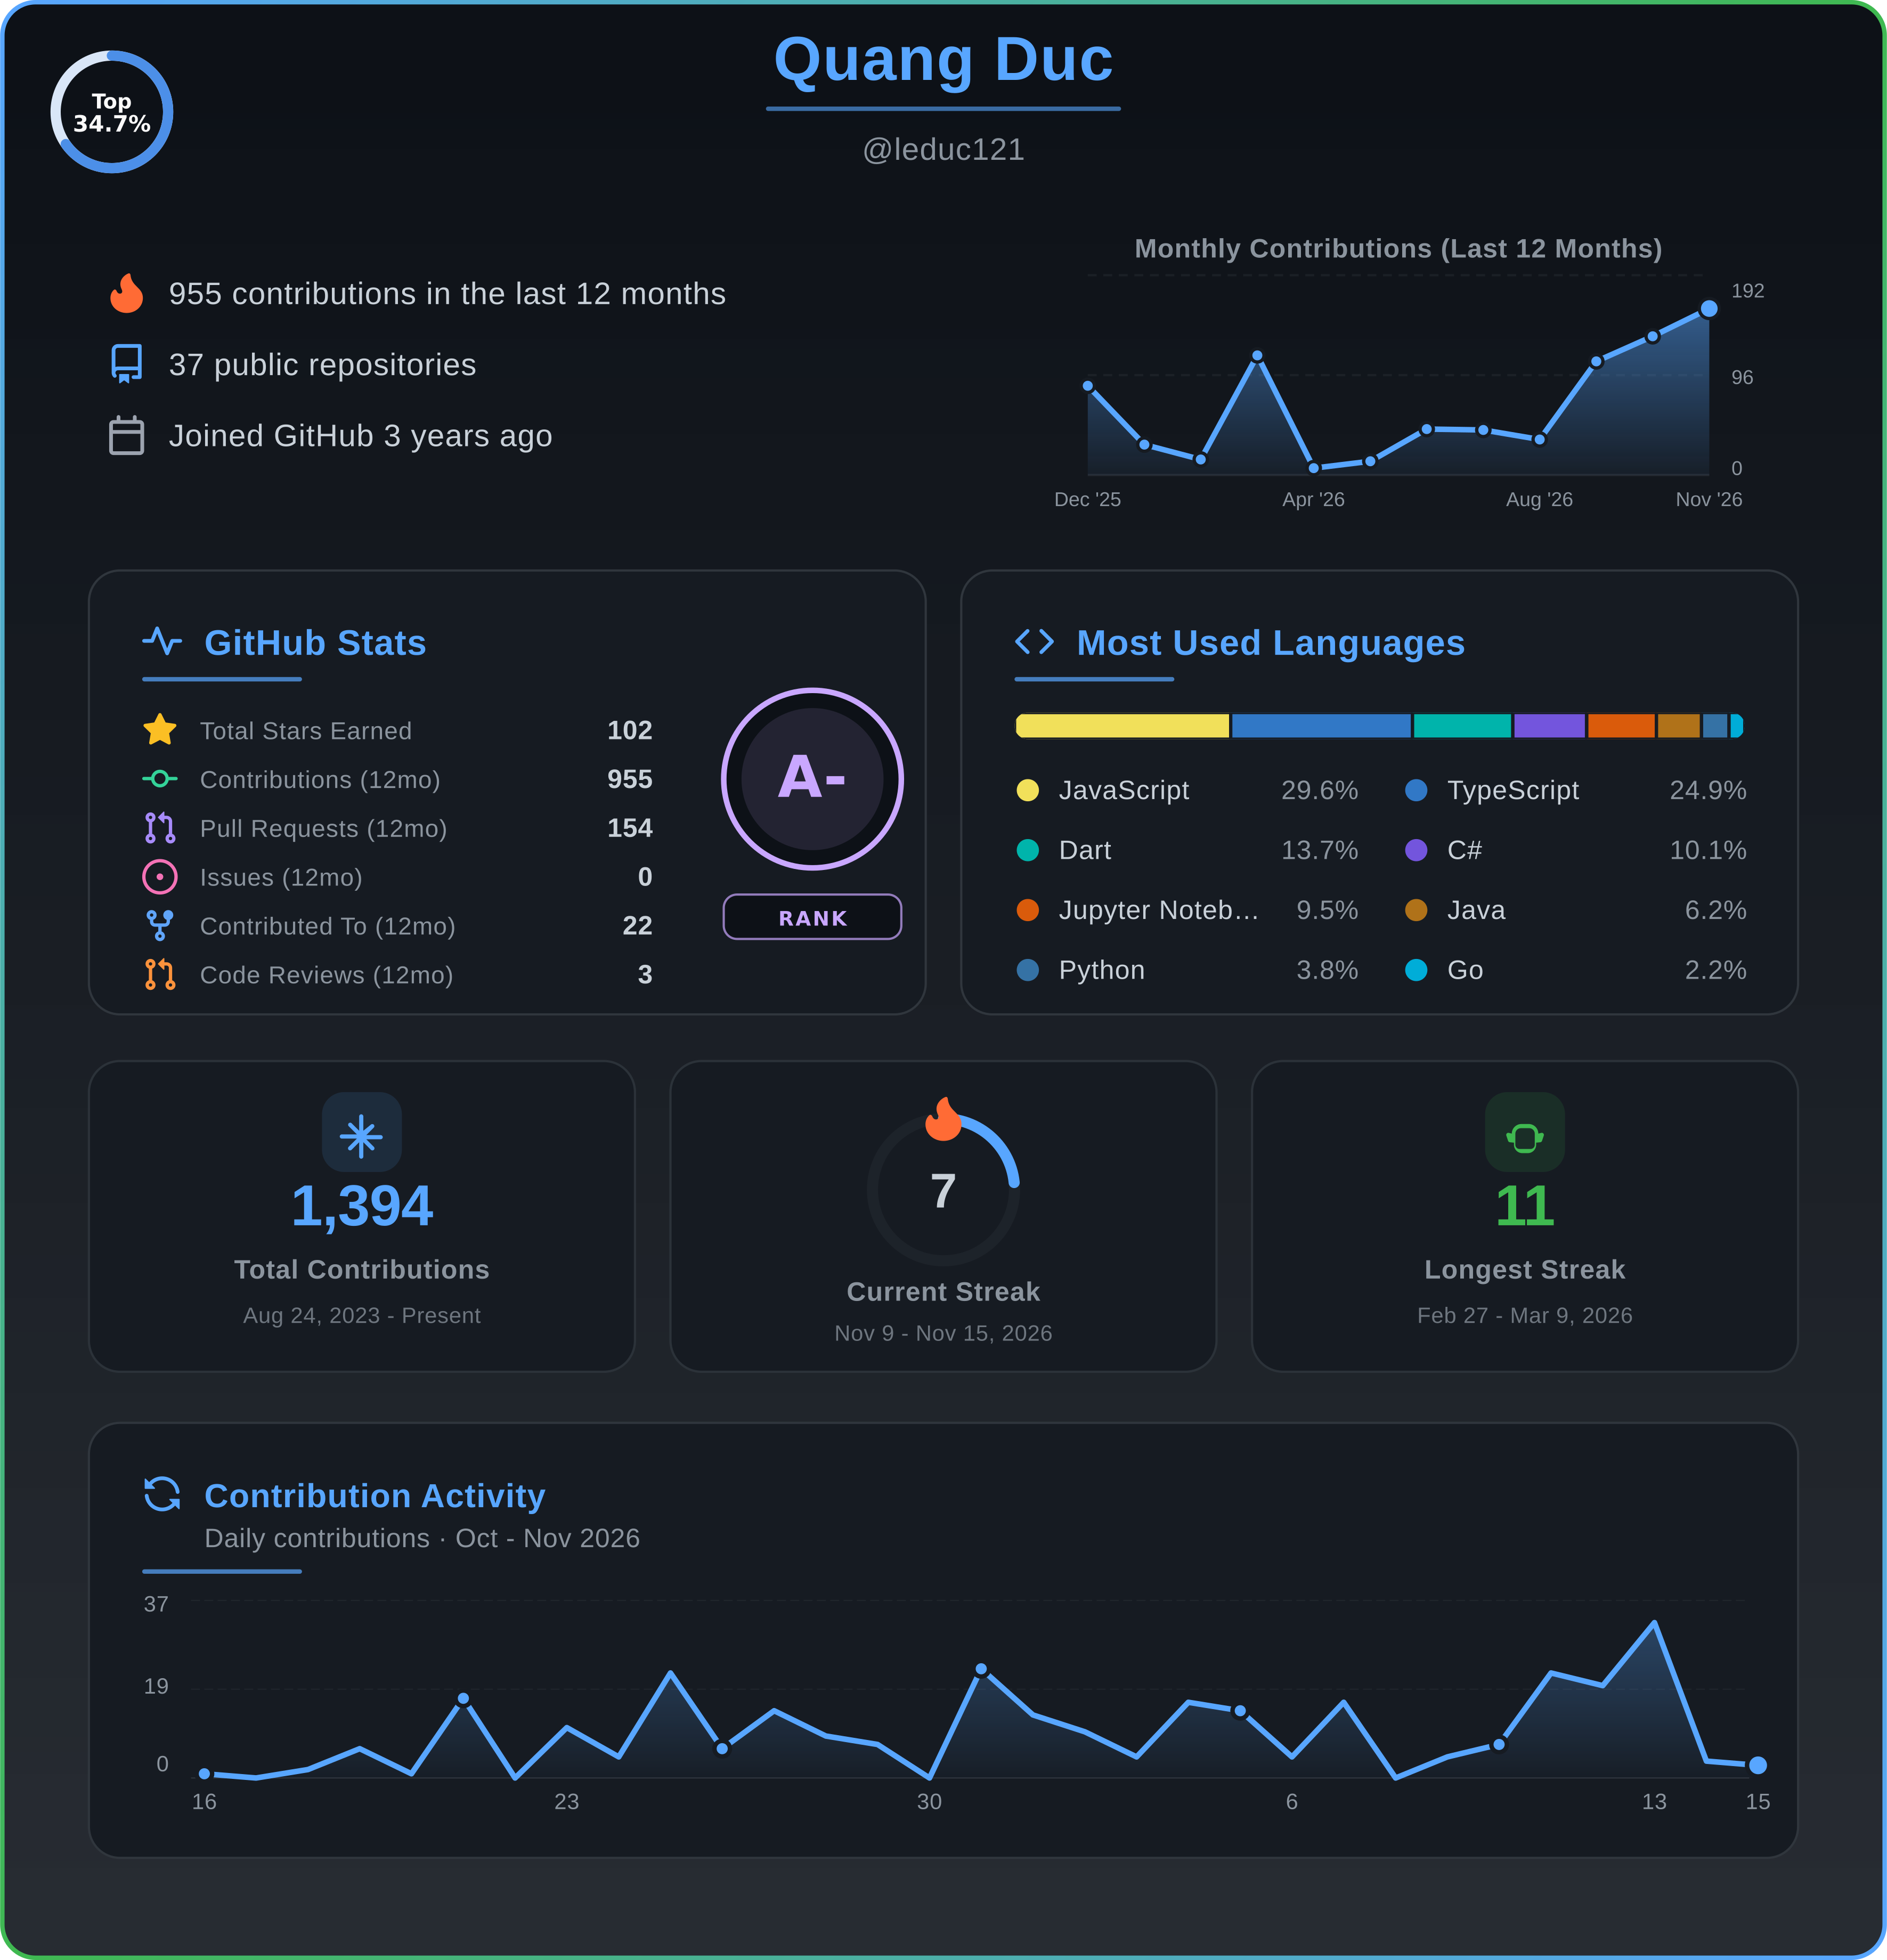 Top
34.7%
Quang Duc
@leduc121
955 contributions in the last 12 months
37 public repositories
Joined GitHub 3 years ago
Monthly Contributions (Last 12 Months)
192
96
0
Dec '25 Apr '26 Aug '26 Nov '26
GitHub Stats
Total Stars Earned 102
Contributions (12mo) 955
Pull Requests (12mo) 154
Issues (12mo) 0
Contributed To (12mo) 22
Code Reviews (12mo) 3
A-
RANK
Most Used Languages
JavaScript 29.6% TypeScript 24.9%
Dart 13.7% C# 10.1%
Jupyter Noteb... 9.5% Java 6.2%
Python 3.8% Go 2.2%
1,394
Total Contributions
Aug 24, 2023 - Present
7
Current Streak
Nov 9 - Nov 15, 2026
11
Longest Streak
Feb 27 - Mar 9, 2026
Contribution Activity
Daily contributions · Oct - Nov 2026
37
19
0
16 23 30 6 13 15